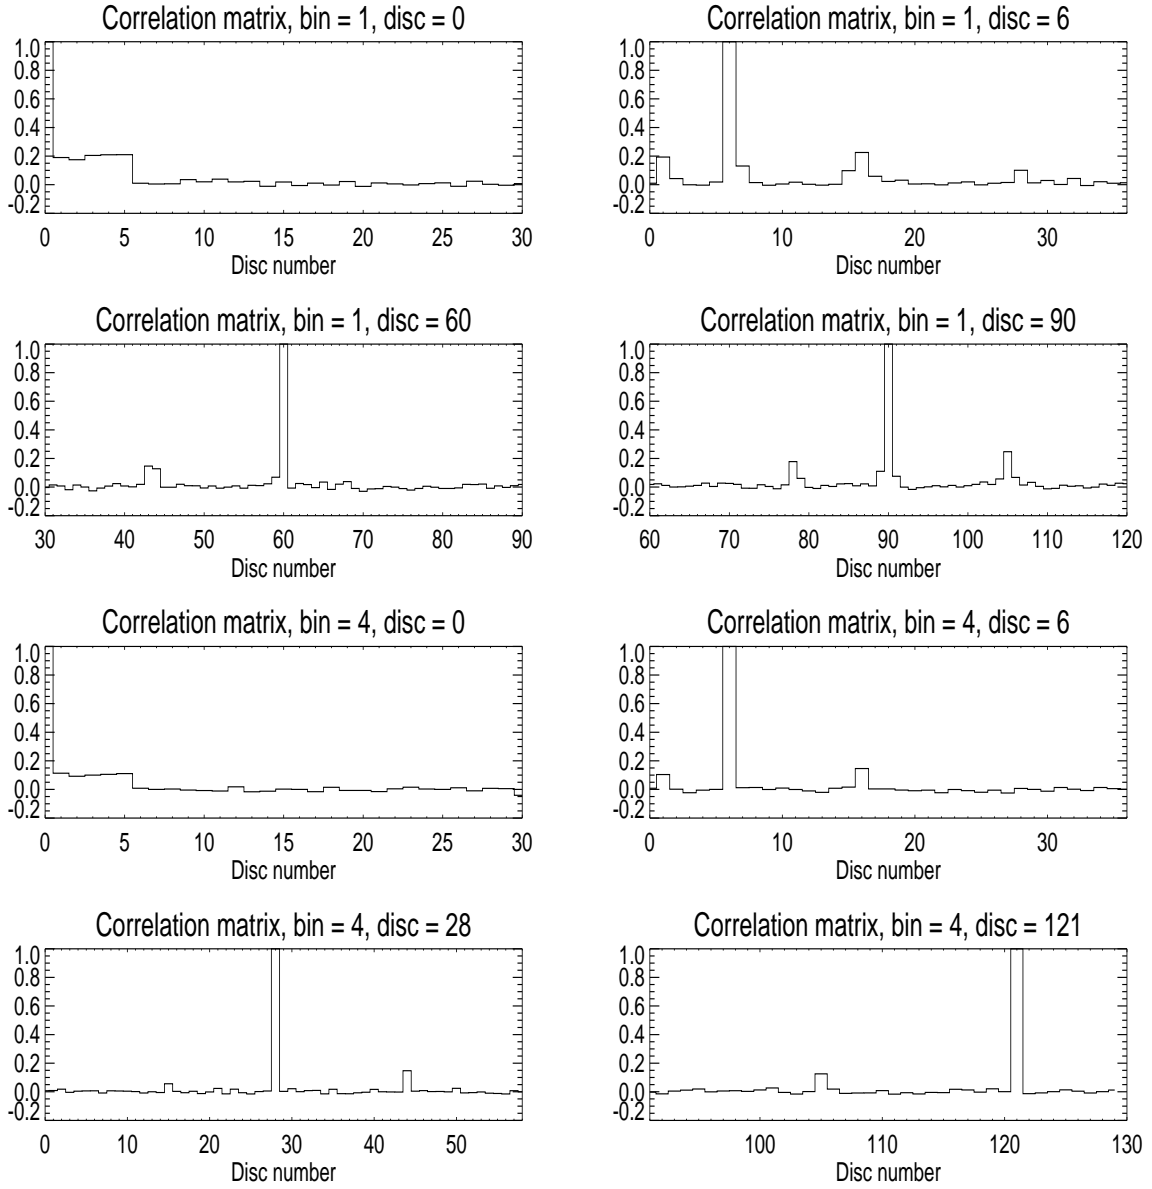 Correlation matrix, bin = 1, disc = 0
1.0
0.8
0.6
0.4
0.2
0.0
-0.2
0 5 10 15 20 25 30
Disc number
Correlation matrix, bin = 1, disc = 6
1.0
0.8
0.6
0.4
0.2
0.0
-0.2
0 10 20 30
Disc number
Correlation matrix, bin = 1, disc = 60
1.0
0.8
0.6
0.4
0.2
0.0
-0.2
30 40 50 60 70 80 90
Disc number
Correlation matrix, bin = 1, disc = 90
1.0
0.8
0.6
0.4
0.2
0.0
-0.2
60 70 80 90 100 110 120
Disc number
Correlation matrix, bin = 4, disc = 0
1.0
0.8
0.6
0.4
0.2
0.0
-0.2
0 5 10 15 20 25 30
Disc number
Correlation matrix, bin = 4, disc = 6
1.0
0.8
0.6
0.4
0.2
0.0
-0.2
0 10 20 30
Disc number
Correlation matrix, bin = 4, disc = 28
1.0
0.8
0.6
0.4
0.2
0.0
-0.2
0 10 20 30 40 50
Disc number
Correlation matrix, bin = 4, disc = 121
1.0
0.8
0.6
0.4
0.2
0.0
-0.2
100 110 120 130
Disc number